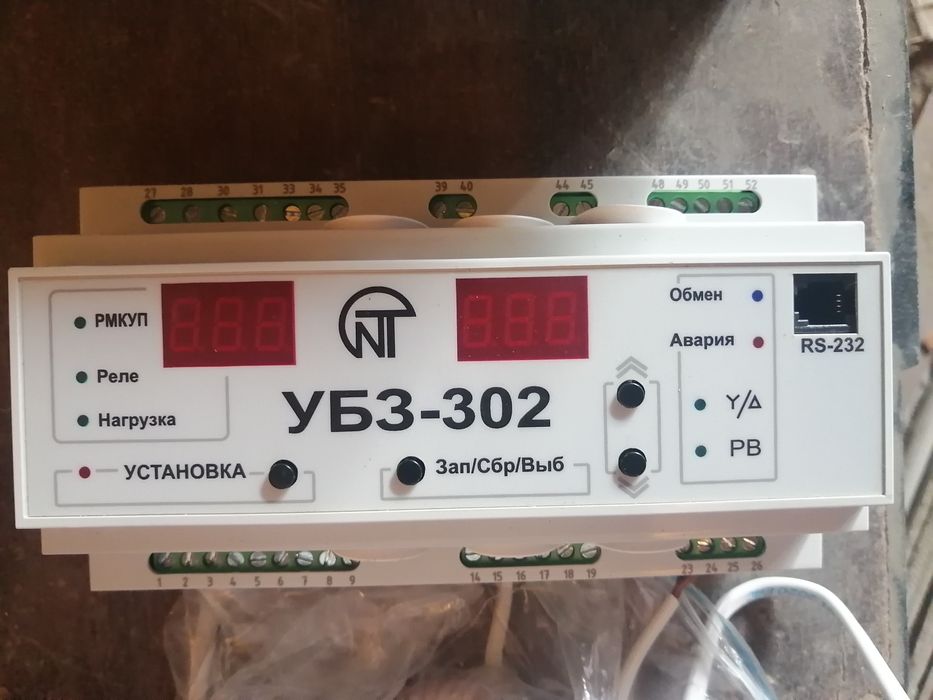 27 28 30 31 33 34 35 39 40 44 45 48 49 50 51 52
РМКУП
Реле
Нагрузка
NT
УБЗ-302
УСТАНОВКА
Зап/Сбр/Выб
Обмен
Авария
Y/Δ
РВ
RS-232
1 2 3 4 5 6 7 8 9 14 15 16 17 18 19 23 24 25 26